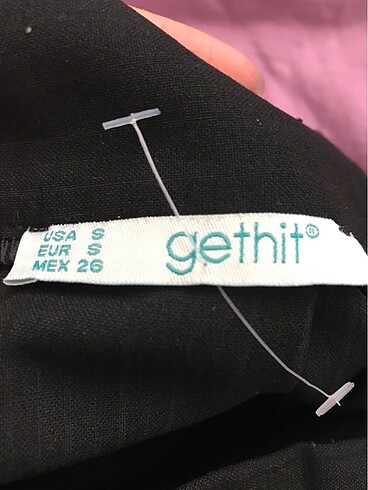 USA S
EUR S
MEX 26
gethit®